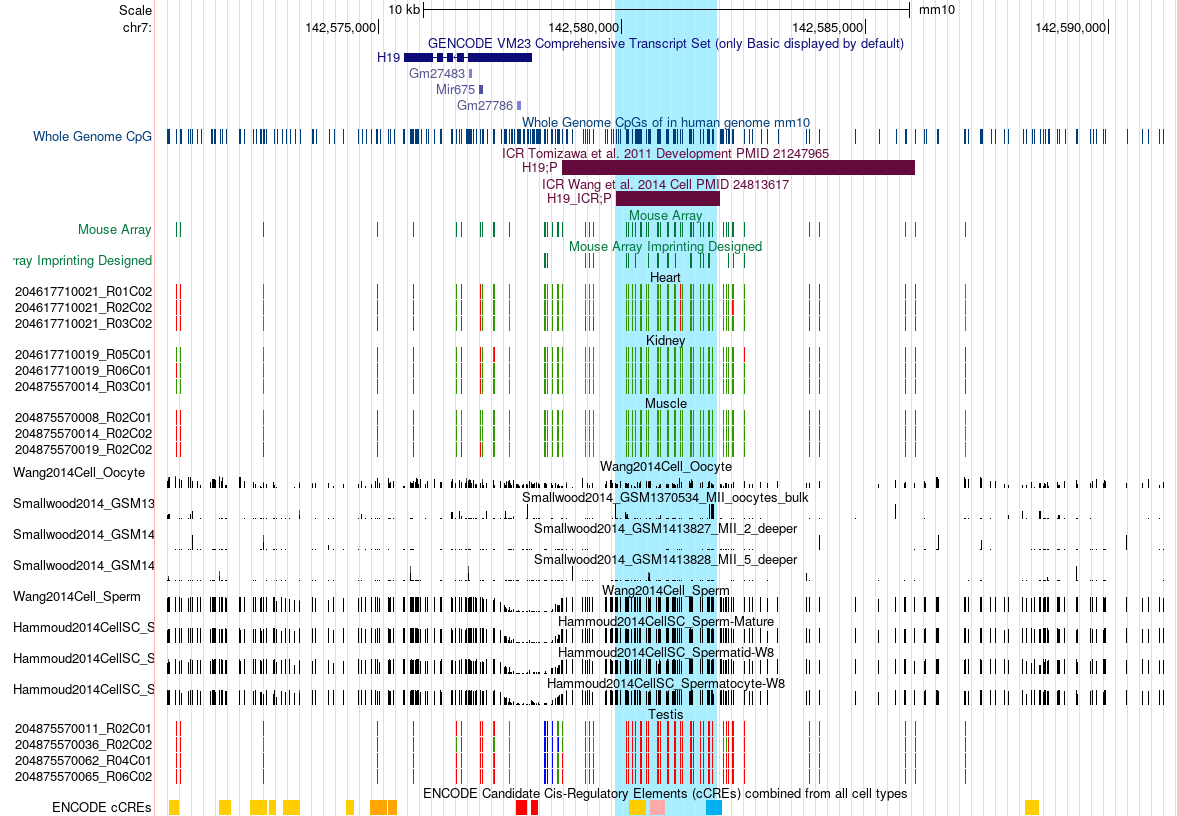 Scale 10 kb mm10
chr7: 142,575,000 142,580,000 142,585,000 142,590,000
GENCODE VM23 Comprehensive Transcript Set (only Basic displayed by default)
H19
Gm27483
Mir675
Gm27786
Whole Genome CpGs of in human genome mm10
Whole Genome CpG
ICR Tomizawa et al. 2011 Development PMID 21247965
H19;P
ICR Wang et al. 2014 Cell PMID 24813617
H19_ICR;P
Mouse Array
Mouse Array
Mouse Array Imprinting Designed
rray Imprinting Designed
Heart
204617710021_R01C02
204617710021_R02C02
204617710021_R03C02
Kidney
204617710019_R05C01
204617710019_R06C01
204875570014_R03C01
Muscle
204875570008_R02C01
204875570014_R02C02
204875570019_R02C02
Wang2014Cell_Oocyte
Wang2014Cell_Oocyte
Smallwood2014_GSM1370534_MII_oocytes_bulk
Smallwood2014_GSM13
Smallwood2014_GSM1413827_MII_2_deeper
Smallwood2014_GSM14
Smallwood2014_GSM1413828_MII_5_deeper
Smallwood2014_GSM14
Wang2014Cell_Sperm
Wang2014Cell_Sperm
Hammoud2014CellSC_Sperm-Mature
Hammoud2014CellSC_S
Hammoud2014CellSC_Spermatid-W8
Hammoud2014CellSC_S
Hammoud2014CellSC_Spermatocyte-W8
Hammoud2014CellSC_S
Testis
204875570011_R02C01
204875570036_R02C02
204875570062_R04C01
204875570065_R06C02
ENCODE Candidate Cis-Regulatory Elements (cCREs) combined from all cell types
ENCODE cCREs